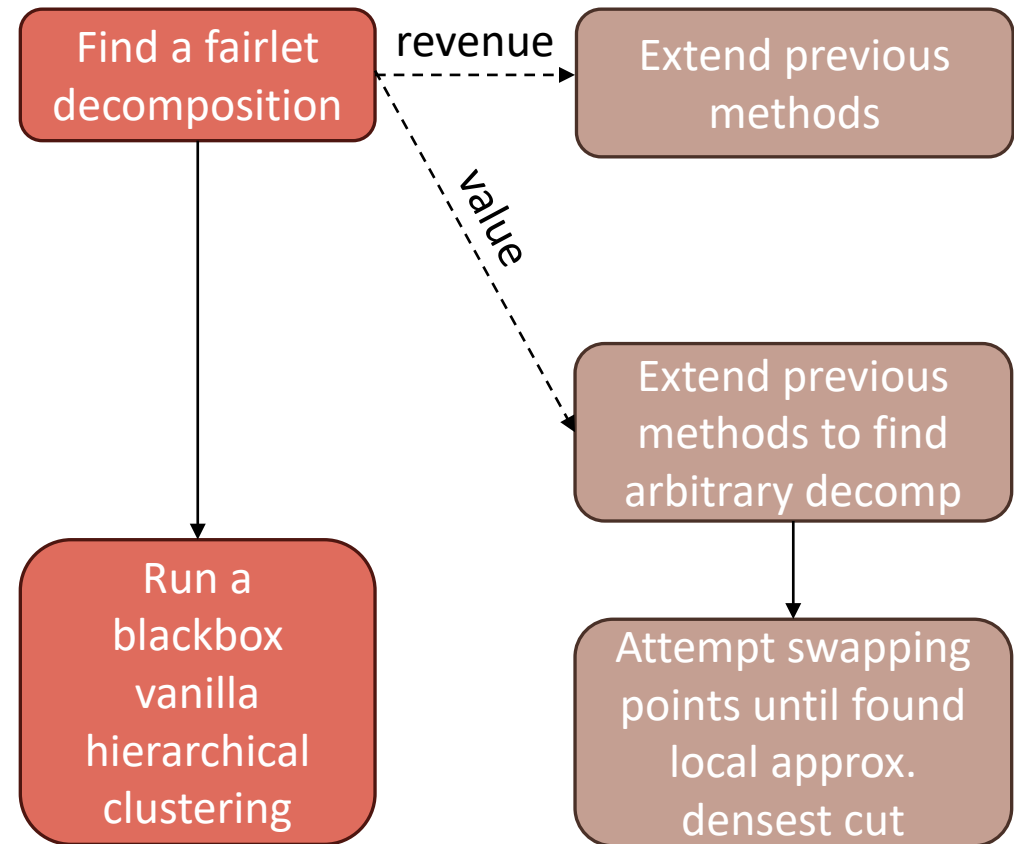 Find a fairlet
decomposition
revenue
Extend previous
methods
value
Extend previous
methods to find
arbitrary decomp
Run a
blackbox
vanilla
hierarchical
clustering
Attempt swapping
points until found
local approx.
densest cut